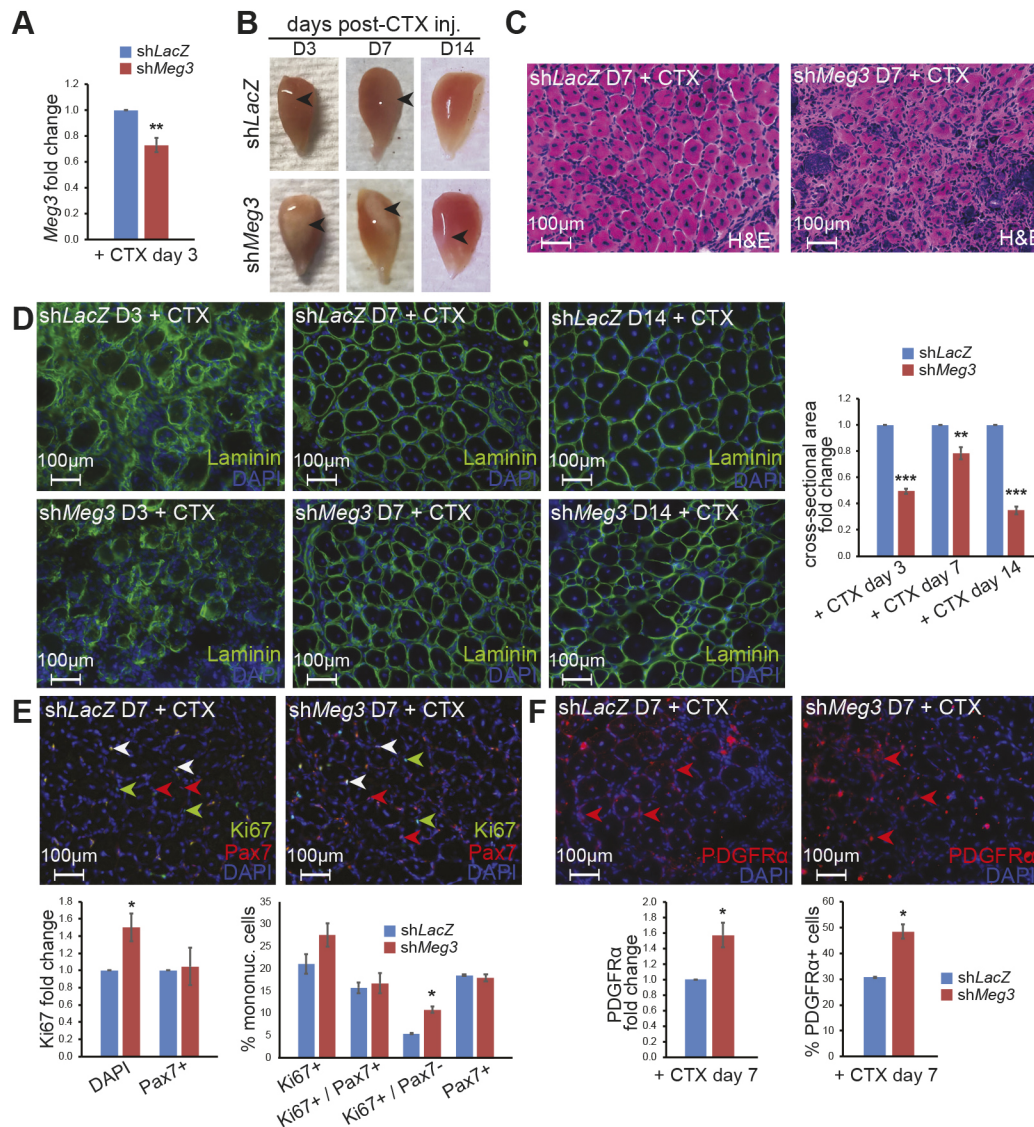 A
shLacZ
shMeg3
Meg3 fold change
1.2
1.0
0.8
0.6
0.4
0.2
0.0
**
+ CTX day 3
B
days post-CTX inj.
D3 D7 D14
shLacZ
shMeg3
C
shLacZ D7 + CTX
100µm
H&E
shMeg3 D7 + CTX
100µm
H&E
D
shLacZ D3 + CTX
100µm
Laminin
DAPI
shLacZ D7 + CTX
100µm
Laminin
DAPI
shLacZ D14 + CTX
100µm
Laminin
DAPI
shMeg3 D3 + CTX
100µm
Laminin
DAPI
shMeg3 D7 + CTX
100µm
Laminin
DAPI
shMeg3 D14 + CTX
100µm
Laminin
DAPI
shLacZ
shMeg3
cross-sectional area
fold change
1.2
1.0
0.8
0.6
0.4
0.2
0.0
***
**
***
+ CTX day 3
+ CTX day 7
+ CTX day 14
E
shLacZ D7 + CTX
Ki67
Pax7
DAPI
100µm
shMeg3 D7 + CTX
Ki67
Pax7
DAPI
100µm
Ki67 fold change
1.8
1.6
1.4
1.2
1.0
0.8
0.6
0.4
0.2
0.0
*
DAPI
Pax7+
% mononuc. cells
35
30
25
20
15
10
5
0
shLacZ
shMeg3
*
Ki67+
Ki67+ / Pax7+
Ki67+ / Pax7-
Pax7+
F
shLacZ D7 + CTX
100µm
PDGFRα
DAPI
shMeg3 D7 + CTX
100µm
PDGFRα
DAPI
PDGFRα
fold change
2.0
1.8
1.6
1.4
1.2
1.0
0.8
0.6
0.4
0.2
0.0
*
+ CTX day 7
% PDGFRα+ cells
60
50
40
30
20
10
0
*
+ CTX day 7
shLacZ
shMeg3